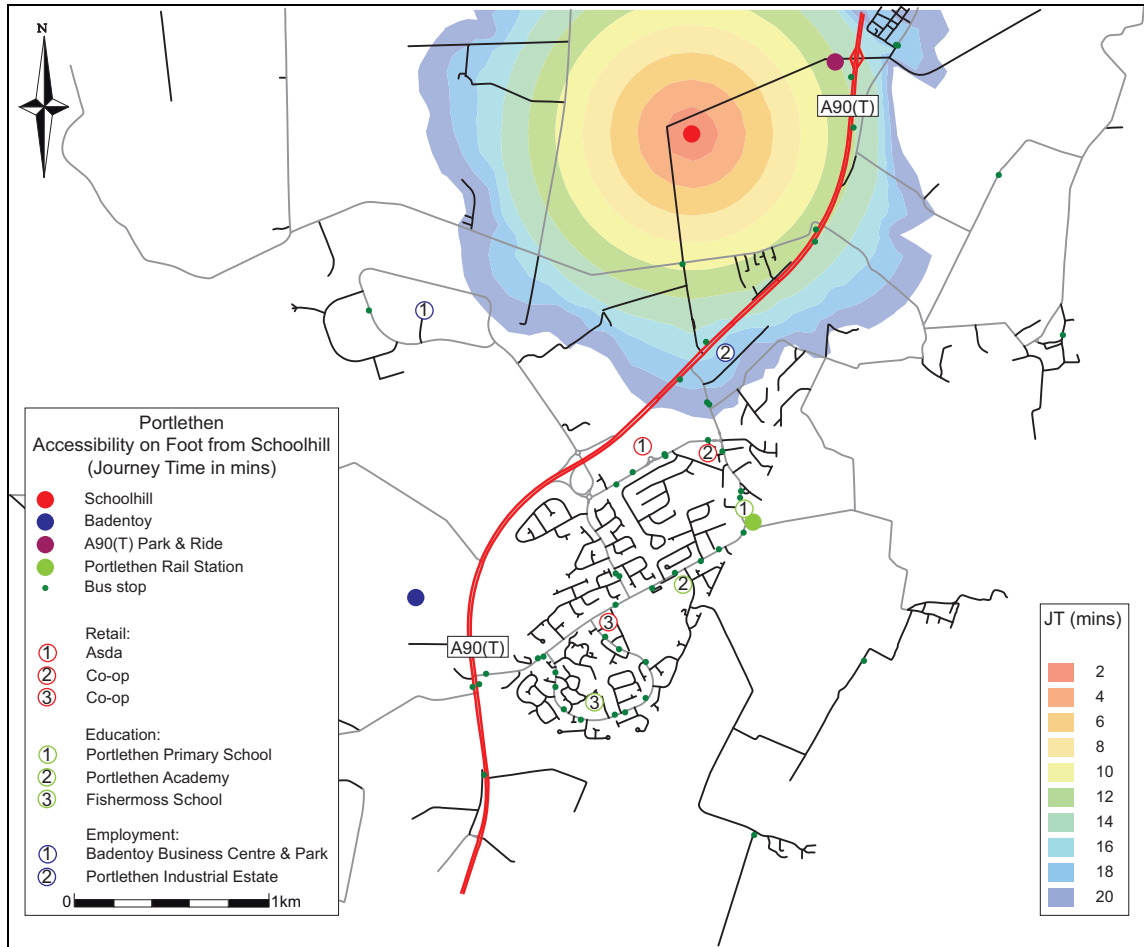 N
A90(T)
1
2
1
2
1
2
3
A90(T)
3
Portlethen
Accessibility on Foot from Schoolhill
(Journey Time in mins)
Schoolhill
Badentoy
A90(T) Park & Ride
Portlethen Rail Station
Bus stop
Retail:
1 Asda
2 Co-op
3 Co-op
Education:
1 Portlethen Primary School
2 Portlethen Academy
3 Fishermoss School
Employment:
1 Badentoy Business Centre & Park
2 Portlethen Industrial Estate
0 1km
JT (mins)
2
4
6
8
10
12
14
16
18
20